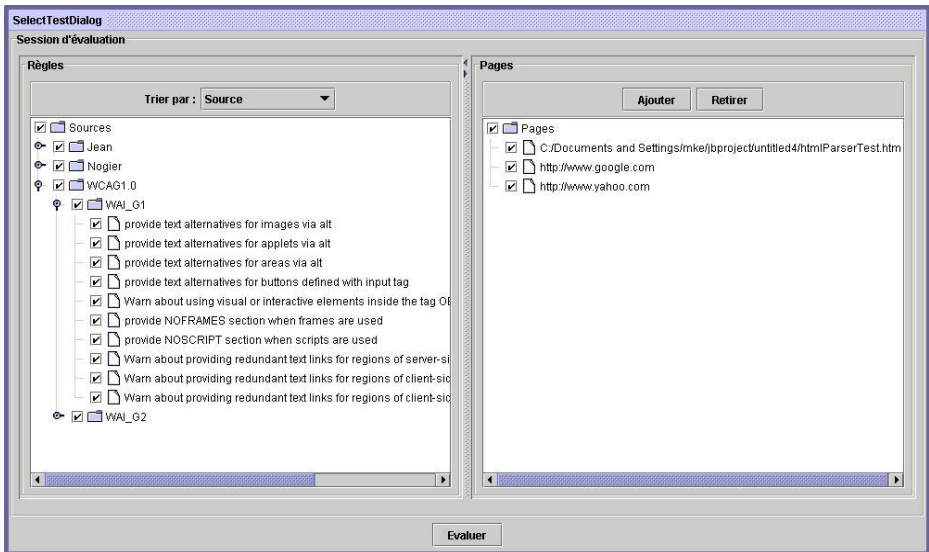 SelectTestDialog
Session d'évaluation
Règles
Trier par : Source
Sources
Jean
Nogier
WCAG1.0
WAI_G1
provide text alternatives for images via alt
provide text alternatives for applets via alt
provide text alternatives for areas via alt
provide text alternatives for buttons defined with input tag
Warn about using visual or interactive elements inside the tag OB
provide NOFRAMES section when frames are used
provide NOSCRIPT section when scripts are used
Warn about providing redundant text links for regions of server-si
Warn about providing redundant text links for regions of client-sid
Warn about providing redundant text links for regions of client-sid
WAI_G2
Pages
Ajouter Retirer
Pages
C:/Documents and Settings/mke/jbproject/untitled4/htmlParserTest.htm
http://www.google.com
http://www.yahoo.com
Evaluer